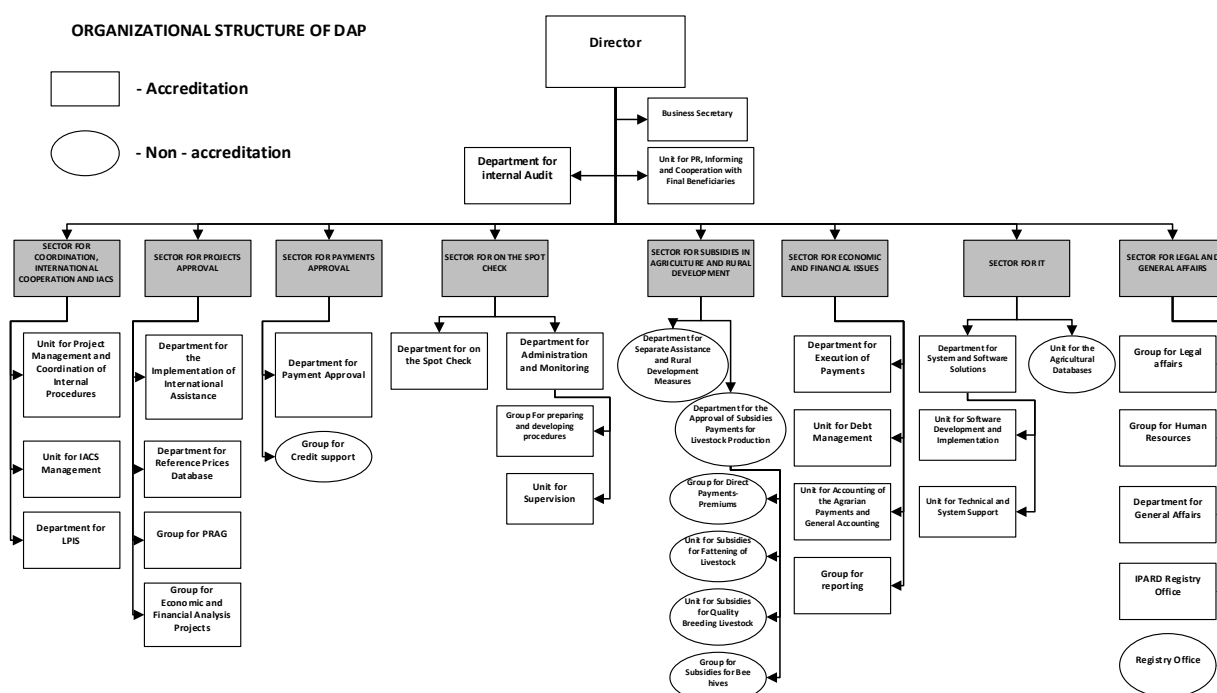 ORGANIZATIONAL STRUCTURE OF DAP
- Accreditation
- Non - accreditation
Director
Business Secretary
Department for
internal Audit
Unit for PR, Informing
and Cooperation with
Final Beneficiaries
SECTOR FOR
COORDINATION,
INTERNATIONAL
COOPERATION AND IACS
SECTOR FOR PROJECTS
APPROVAL
SECTOR FOR PAYMENTS
APPROVAL
SECTOR FOR ON THE SPOT
CHECK
SECTOR FOR SUBSIDIES IN
AGRICULTURE AND RURAL
DEVELOPMENT
SECTOR FOR ECONOMIC
AND FINANCIAL ISSUES
SECTOR FOR IT
SECTOR FOR LEGAL AND
GENERAL AFFAIRS
Unit for Project
Management and
Coordination of
Internal
Procedures
Unit for IACS
Management
Department for
LPIS
Department for
the
Implementation of
International
Assistance
Department for
Reference Prices
Database
Group for PRAG
Group for
Economic and
Financial Analysis
Projects
Department for
Payment Approval
Group for
Credit support
Department for on
the Spot Check
Department for
Administration
and Monitoring
Group For preparing
and developing
procedures
Unit for
Supervision
Department for
Separate Assistance
and Rural
Development
Measures
Department for the
Approval of Subsidies
Payments for
Livestock Production
Group for Direct
Payments-
Premiums
Unit for Subsidies
for Fattening of
Livestock
Unit for Subsidies
for Quality
Breeding Livestock
Group for
Subsidies for Bee
hives
Department for
Execution of
Payments
Unit for Debt
Management
Unit for Accounting of
the Agrarian
Payments and
General Accounting
Group for
reporting
Department for
System and Software
Solutions
Unit for Software
Development and
Implementation
Unit for Technical
and System Support
Unit for the
Agricultural
Databases
Group for Legal
affairs
Group for Human
Resources
Department for
General Affairs
IPARD Registry
Office
Registry Office